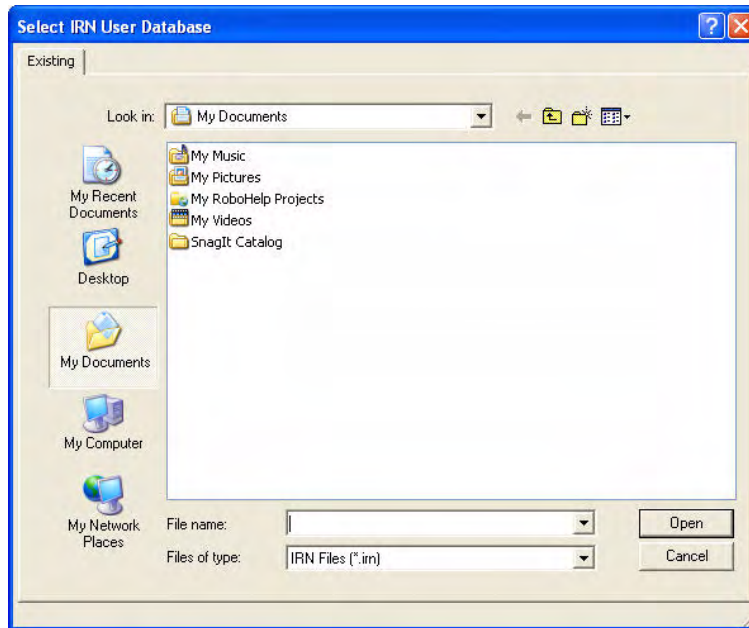 Select IRN User Database
Existing
Look in:
My Documents
My Recent
Documents
Desktop
My Documents
My Computer
My Network
Places
My Music
My Pictures
My RoboHelp Projects
My Videos
SnagIt Catalog
File name:
Open
Files of type:
IRN Files (*.irn)
Cancel